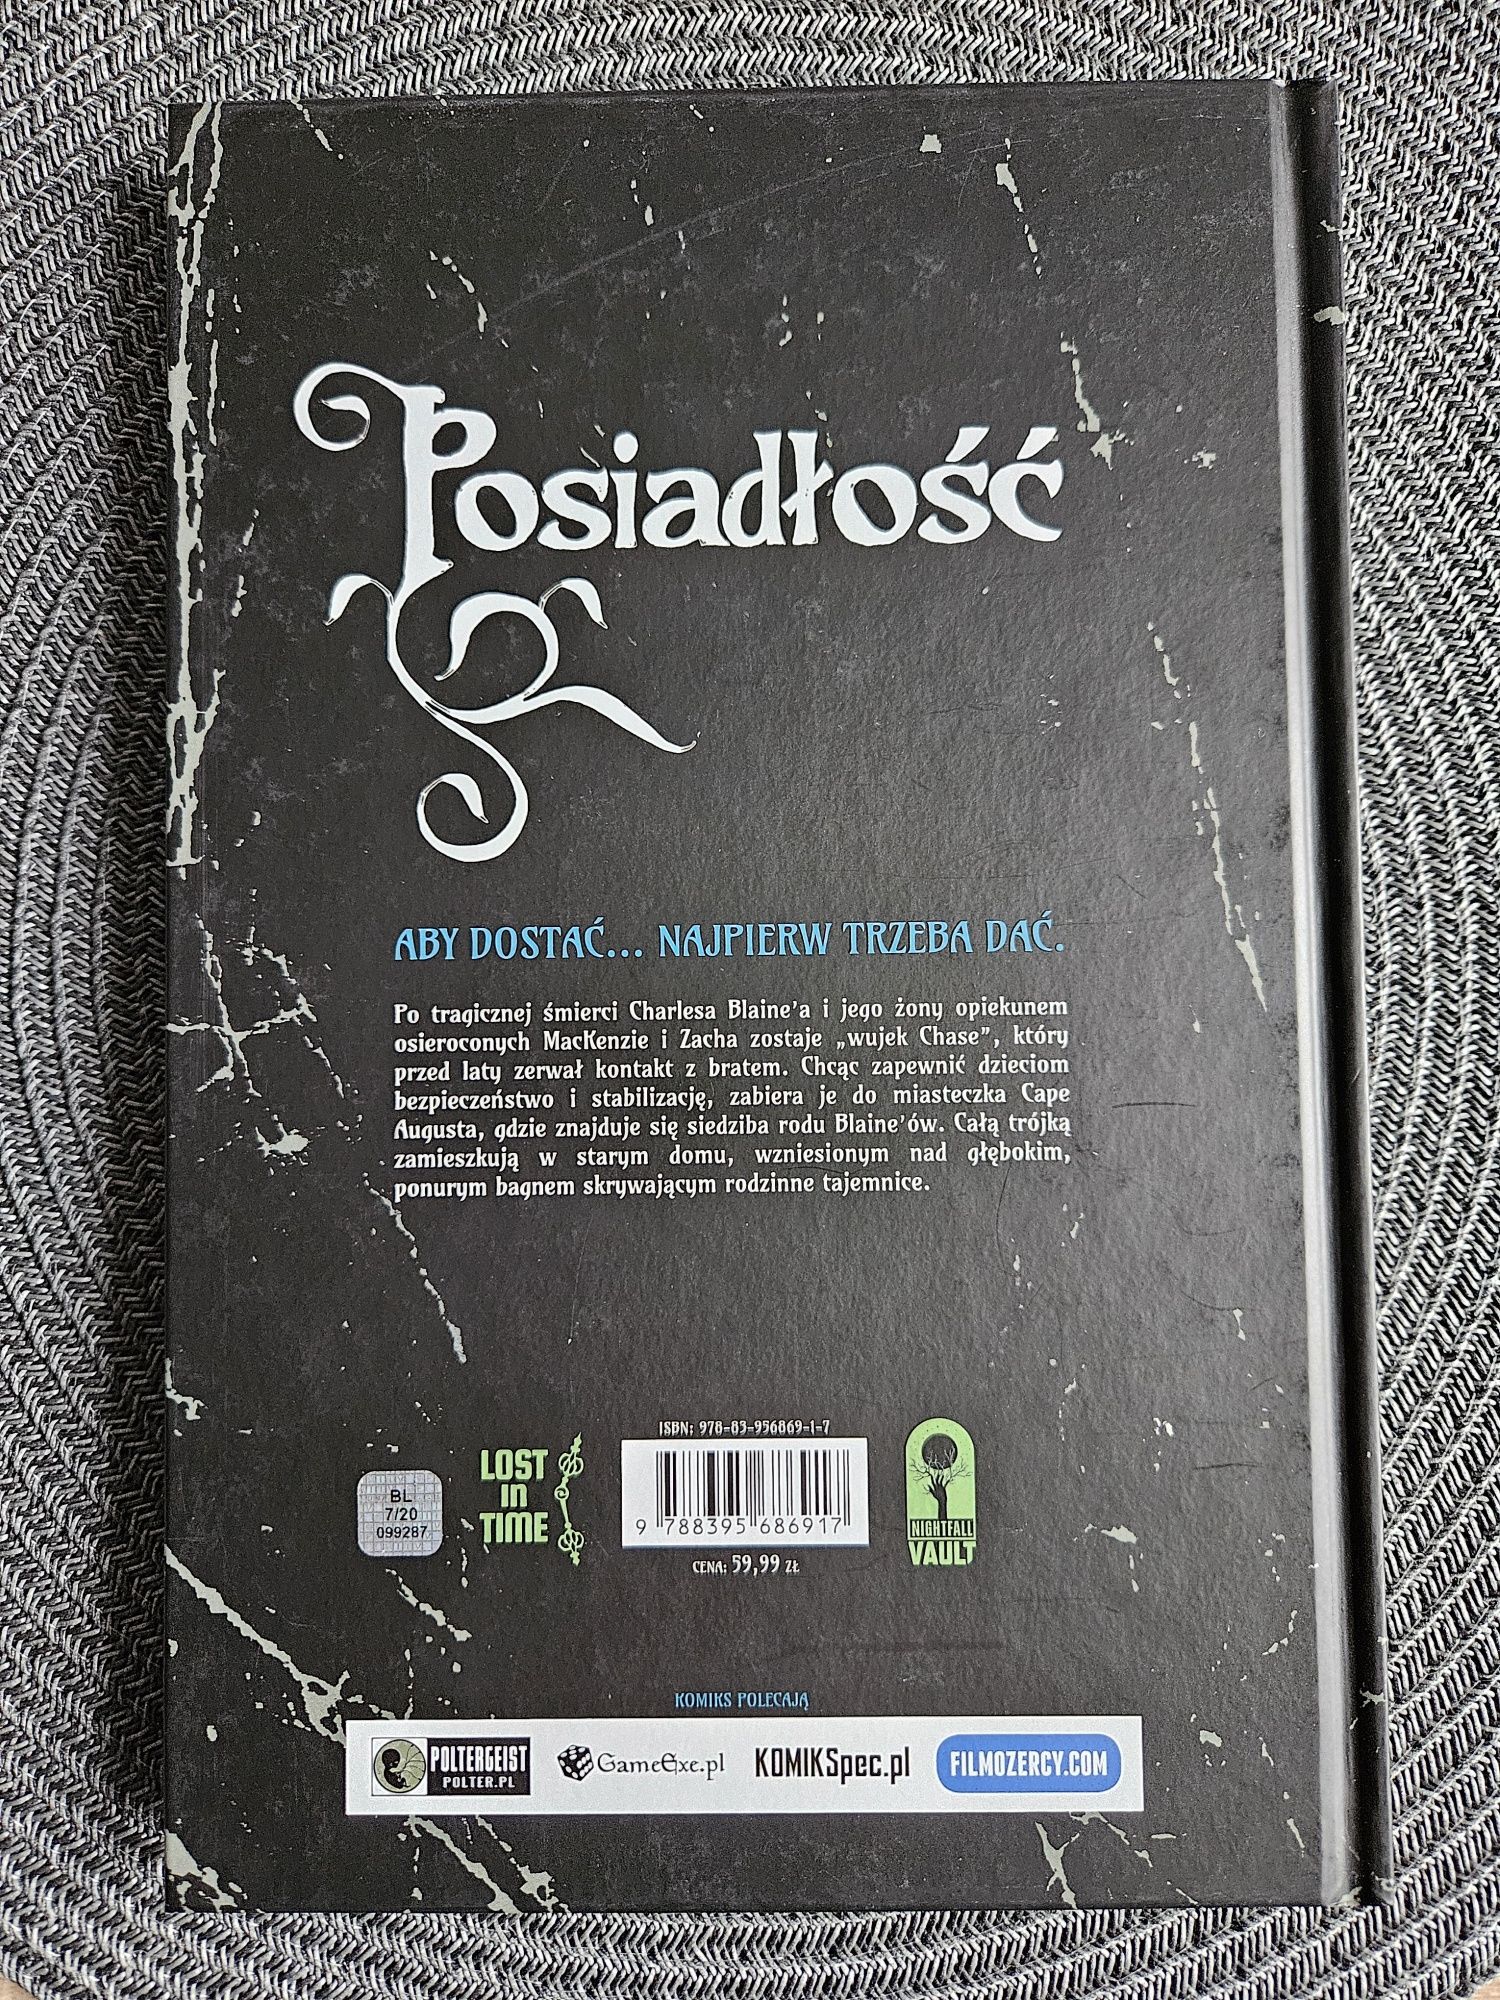 Posiadłość
ABY DOSTAĆ... NAJPIERW TRZEBA DAĆ.
Po tragicznej śmierci Charlesa Blaine'a i jego żony opiekunem
osieroconych MacKenzie i Zacha zostaje „wujek Chase”, który
przed laty zerwał kontakt z bratem. Chcąc zapewnić dzieciom
bezpieczeństwo i stabilizację, zabiera je do miasteczka Cape
Augusta, gdzie znajduje się siedziba rodu Blaine'ów. Całą trójką
zamieszkują w starym domu, wzniesionym nad głębokim,
ponurym bagnem skrywającym rodzinne tajemnice.
ISBN: 978-83-956869-1-7
BL
7/20
099287
LOST
in
TIME
9 788395 686917
CENA: 59,99 ZŁ
NIGHTFALL
VAULT
KOMIKS POLECAJĄ
POLTERGEIST
POLTER.PL
GameExe.pl
KOMIKSpec.pl
FILMOZERCY.COM